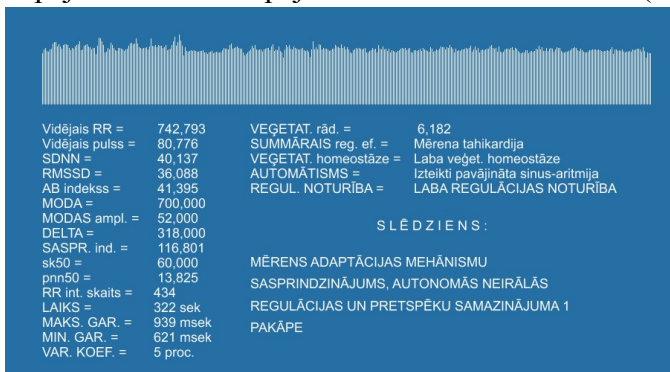 Vidējais RR = 742,793
Vidējais pulss = 80,776
SDNN = 40,137
RMSSD = 36,088
AB indekss = 41,395
MODA = 700,000
MODAS ampl. = 52,000
DELTA = 318,000
SASPR. ind. = 116,801
sk50 = 60,000
pnn50 = 13,825
RR int. skaits = 434
LAIKS = 322 sek
MAKS. GAR. = 939 msek
MIN. GAR. = 621 msek
VAR. KOEF. = 5 proc.
VEĢETAT. rād. = 6,182
SUMMĀRAIS reg. ef. = Mērena tahikardija
VEĢETAT. homeostāze = Laba veģet. homeostāze
AUTOMĀTISMS = Izteikti pavājināta sinus-aritmija
REGUL. NOTURĪBA = LABA REGULĀCIJAS NOTURĪBA
SLĒDZIENS:
MĒRENS ADAPTĀCIJAS MEHĀNISMU
SASPRINDZINĀJUMS, AUTONOMĀS NEIRĀLĀS
REGULĀCIJAS UN PRETSPĒKU SAMAZINĀJUMA 1
PAKĀPE